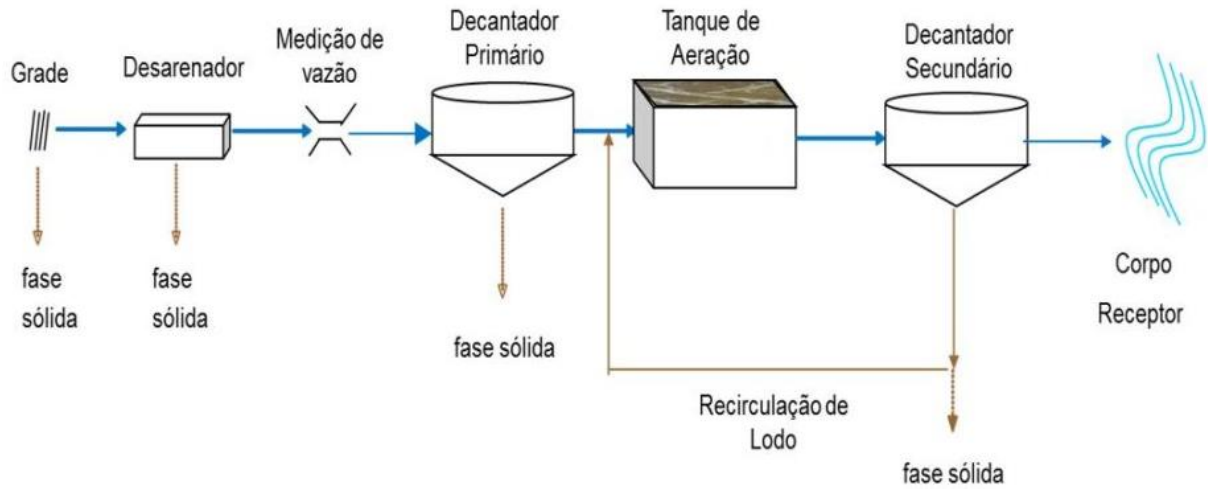 Grade
Desarenador
Medição de
vazão
Decantador
Primário
Tanque de
Aeração
Decantador
Secundário
fase
sólida
fase
sólida
fase sólida
Recirculação de
Lodo
fase sólida
Corpo
Receptor